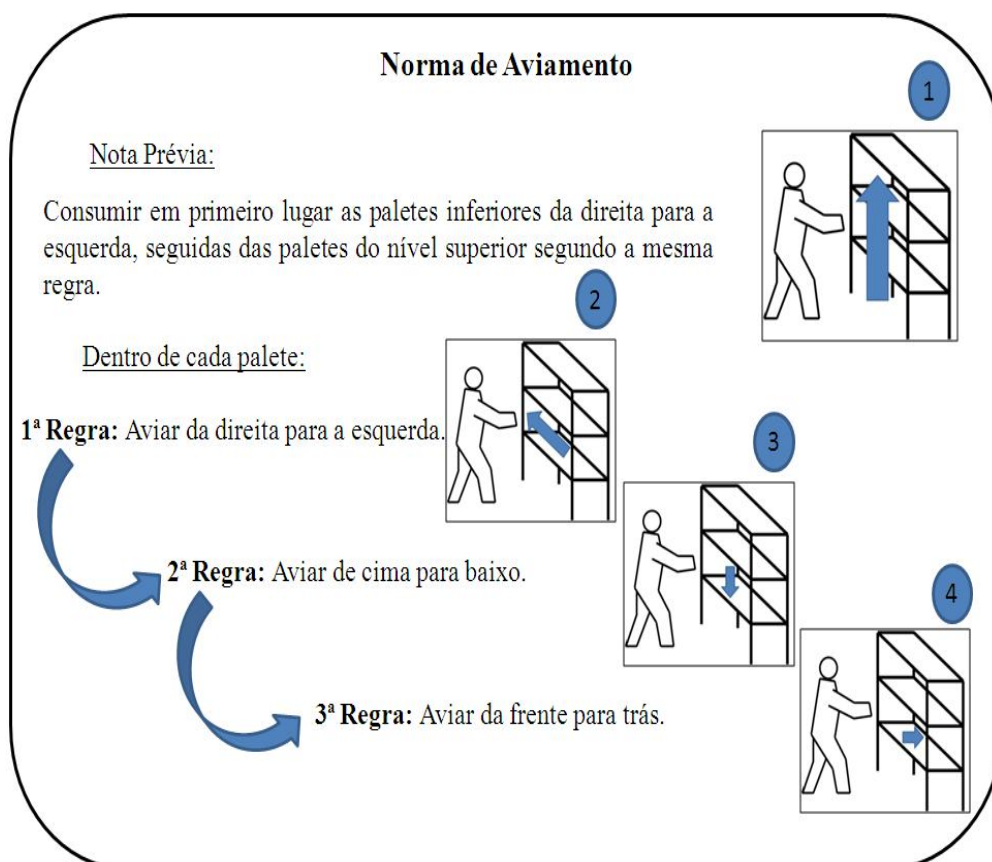 Norma de Aviamento
1
Nota Prévia:
Consumir em primeiro lugar as paletes inferiores da direita para a
esquerda, seguidas das paletes do nível superior segundo a mesma
regra.
2
Dentro de cada palete:
1ª Regra: Aviar da direita para a esquerda.
3
2ª Regra: Aviar de cima para baixo.
4
3ª Regra: Aviar da frente para trás.